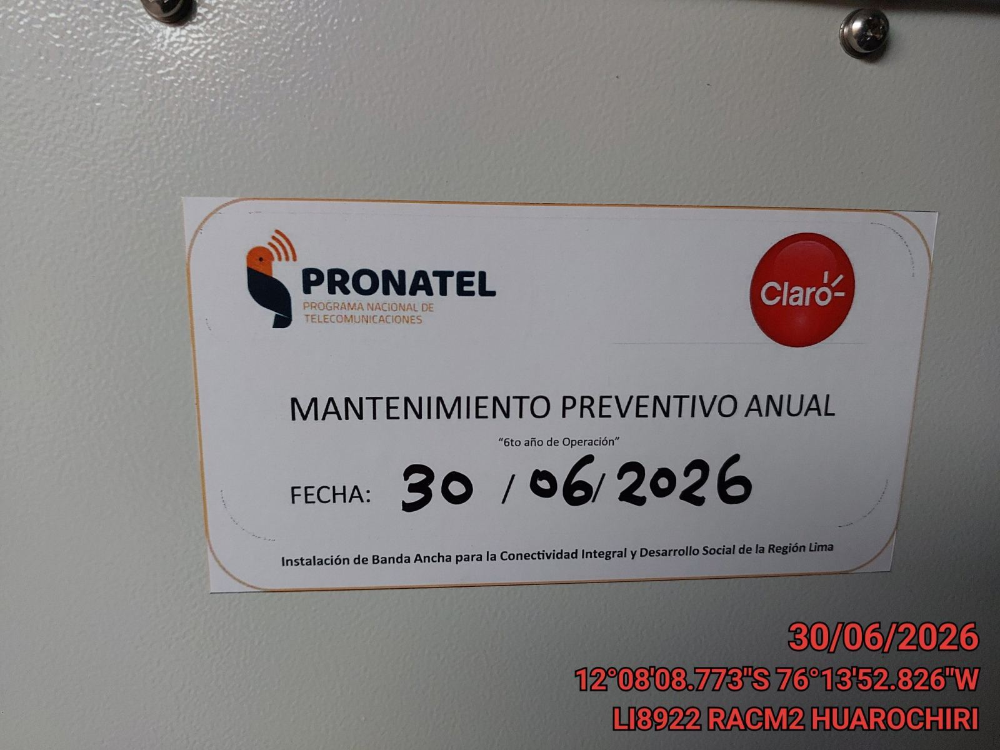 PRONATEL
PROGRAMA NACIONAL DE
TELECOMUNICACIONES
Claro
MANTENIMIENTO PREVENTIVO ANUAL
“6to año de Operación”
FECHA: 30 / 06/ 2026
Instalación de Banda Ancha para la Conectividad Integral y Desarrollo Social de la Región Lima
30/06/2026
12°08'08.773"S 76°13'52.826"W
LI8922 RACM2 HUAROCHIRI